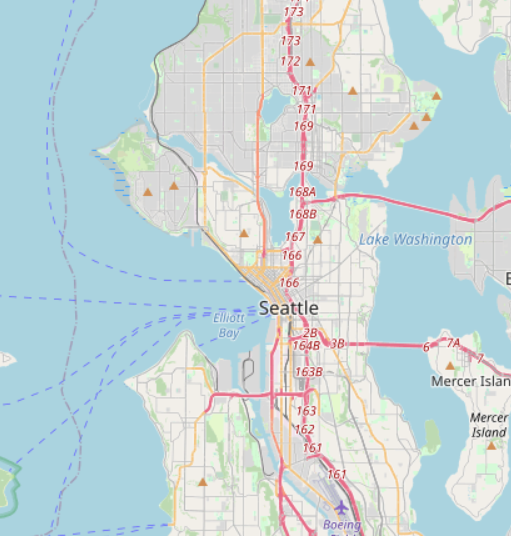 173
173
172
171
171
169
169
168A
168B
167
Lake Washington
166
166
Seattle
Elliott
Bay
2B
3B
164B
6
7A
7
163B
Mercer Islan
163
Mercer
Island
162
161
161
Boeing